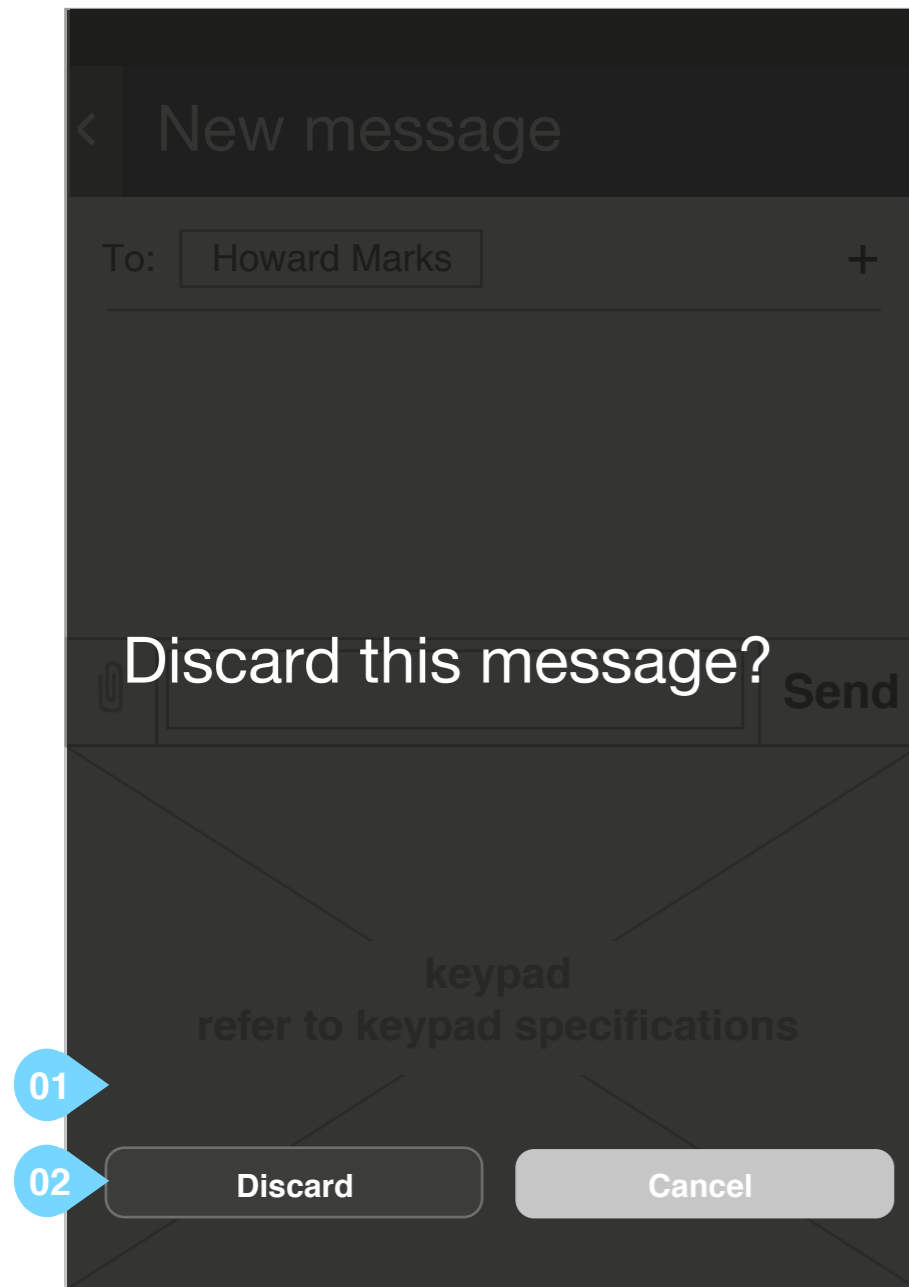 New message
To: Howard Marks +
Discard this message?
Send
keypad
refer to keypad specifications
01
02 Discard Cancel